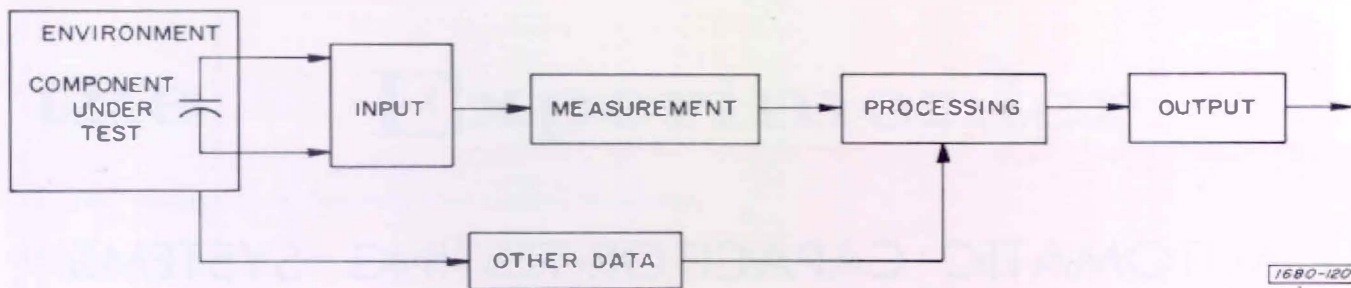 ENVIRONMENT
COMPONENT
UNDER
TEST
INPUT
MEASUREMENT
PROCESSING
OUTPUT
OTHER DATA
1680-120